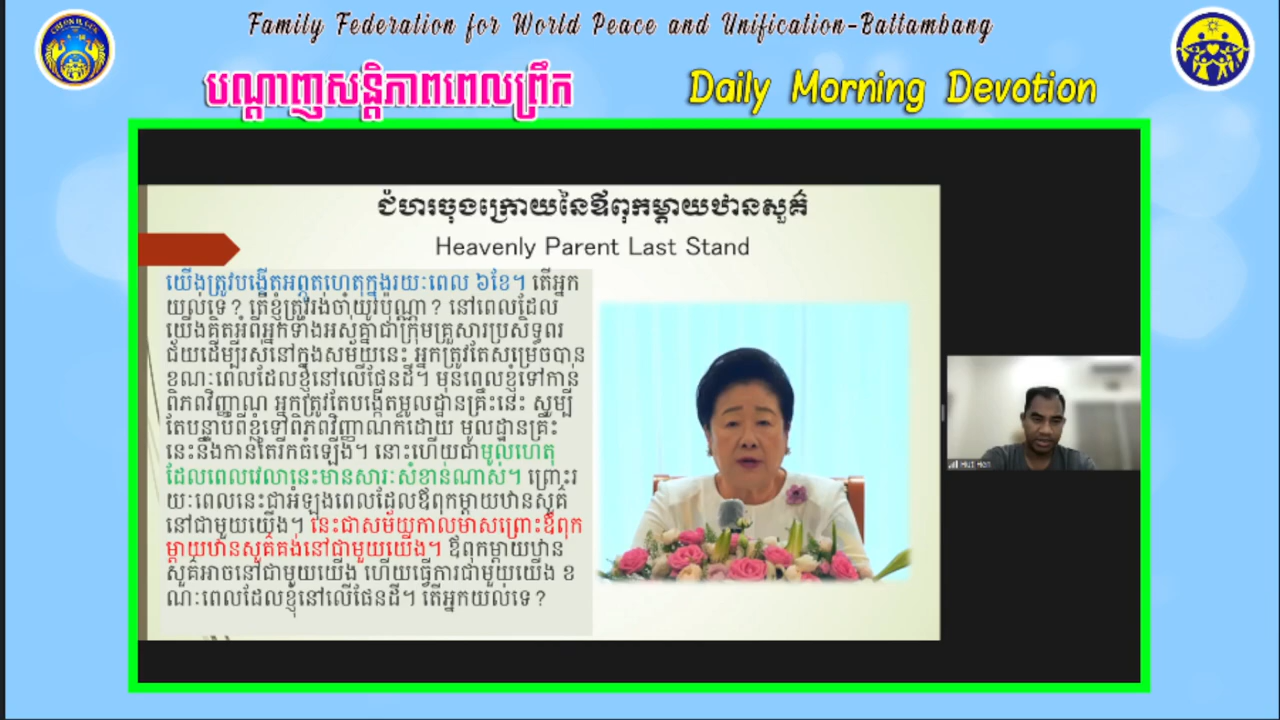 Family Federation for World Peace and Unification-Battambang
បណ្តាញសន្តិភាពពេលព្រឹក
Daily Morning Devotion
ជំហរចុងក្រោយនៃឪពុកម្តាយឋានសួគ៌
Heavenly Parent Last Stand
យើងត្រូវបង្កើតអព្ភូតហេតុក្នុងរយៈពេល ៦ខែ។ តើអ្នក
យល់ទេ? តើខ្ញុំត្រូវរង់ចាំយូរប៉ុណ្ណា? នៅពេលដែល
យើងគិតអំពីអ្នកទាំងអស់គ្នាជាក្រុមគ្រួសារប្រសិទ្ធពរ
ជ័យដើម្បីរស់នៅក្នុងសម័យនេះ អ្នកត្រូវតែសម្រេចបាន
ខណៈពេលដែលខ្ញុំនៅលើផែនដី។ មុនពេលខ្ញុំទៅកាន់
ពិភពវិញ្ញាណ អ្នកត្រូវតែបង្កើតមូលដ្ឋានគ្រឹះនេះ សូម្បី
តែបន្ទាប់ពីខ្ញុំទៅពិភពវិញ្ញាណក៏ដោយ មូលដ្ឋានគ្រឹះ
នេះនឹងកាន់តែរីកធំឡើង។ នោះហើយជាមូលហេតុ
ដែលពេលវេលានេះមានសារៈសំខាន់ណាស់។ ព្រោះរ
យៈពេលនេះជាអំឡុងពេលដែលឪពុកម្តាយឋានសួគ៌
នៅជាមួយយើង។ នេះជាសម័យកាលមាសព្រោះឪពុក
ម្តាយឋានសួគ៌គង់នៅជាមួយយើង។ ឪពុកម្តាយឋាន
សួគ៌អាចនៅជាមួយយើង ហើយធ្វើការជាមួយយើង ខ
ណៈពេលដែលខ្ញុំនៅលើផែនដី។ តើអ្នកយល់ទេ?